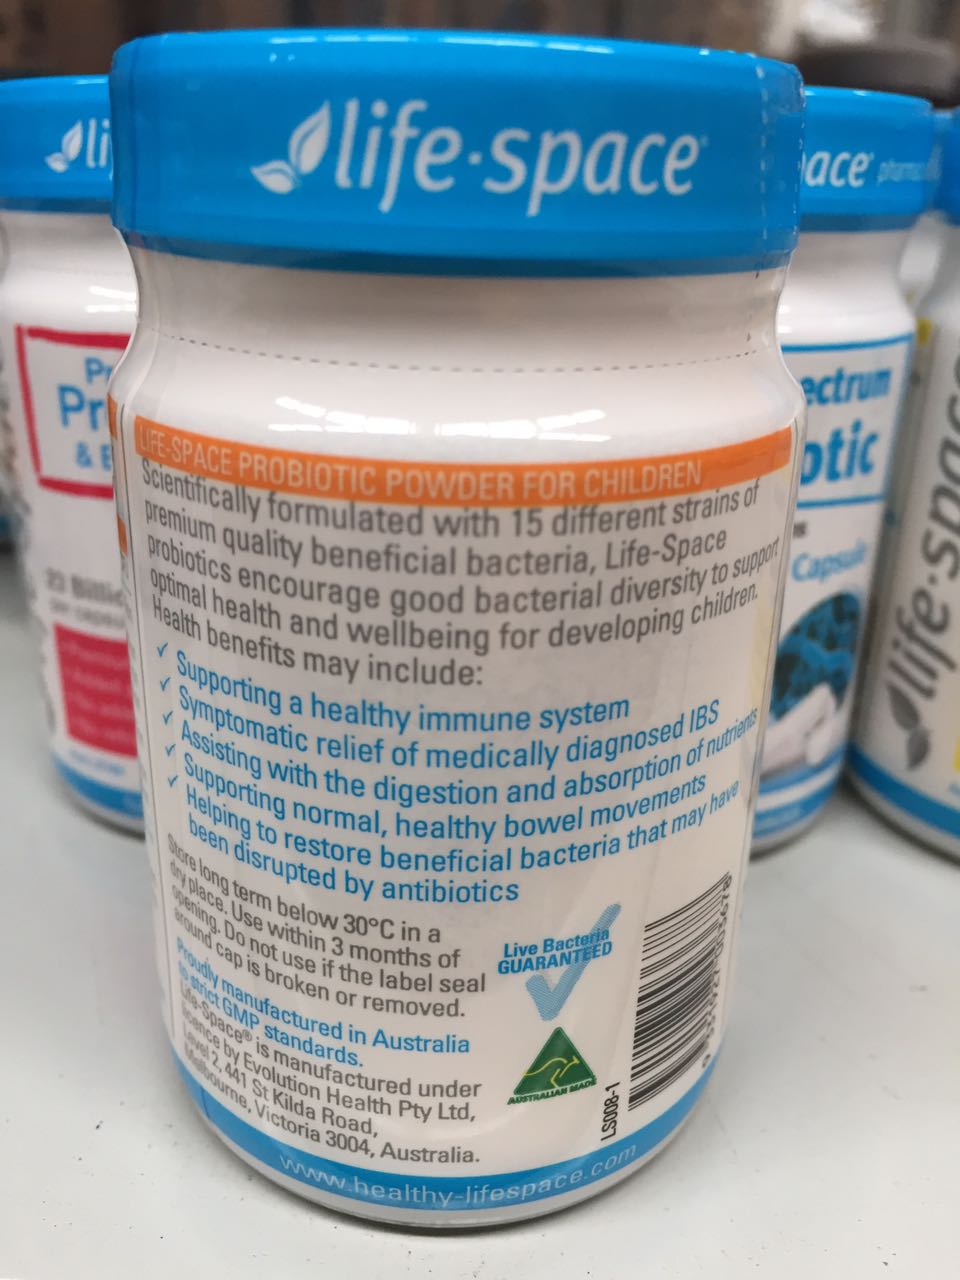 life·space
LIFE-SPACE PROBIOTIC POWDER FOR CHILDREN
Scientifically formulated with 15 different strains of
premium quality beneficial bacteria, Life-Space
probiotics encourage good bacterial diversity to support
optimal health and wellbeing for developing children.
Health benefits may include:
✓ Supporting a healthy immune system
✓ Symptomatic relief of medically diagnosed IBS
✓ Assisting with the digestion and absorption of nutrients
✓ Supporting normal, healthy bowel movements
✓ Helping to restore beneficial bacteria that may have
been disrupted by antibiotics
Store long term below 30°C in a
dry place. Use within 3 months of
opening. Do not use if the label seal
around cap is broken or removed.
Proudly manufactured in Australia
to strict GMP standards.
Life-Space® is manufactured under
licence by Evolution Health Pty Ltd,
Level 2, 441 St Kilda Road,
Melbourne, Victoria 3004, Australia.
Live Bacteria
GUARANTEED
AUSTRALIAN MADE
LS008-1
www.healthy-lifespace.com
li
Pr
& E
ace
ectrum
otic
Capsule
life·space